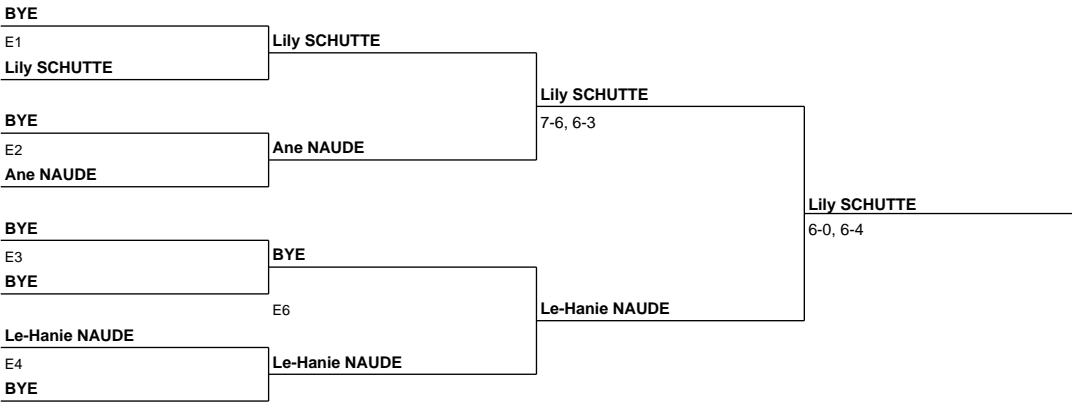 BYE
E1
Lily SCHUTTE
Lily SCHUTTE
BYE
E2
Ane NAUDE
Ane NAUDE
Lily SCHUTTE
7-6, 6-3
BYE
E3
BYE
BYE
E6
Le-Hanie NAUDE
E4
BYE
Le-Hanie NAUDE
Le-Hanie NAUDE
Lily SCHUTTE
6-0, 6-4